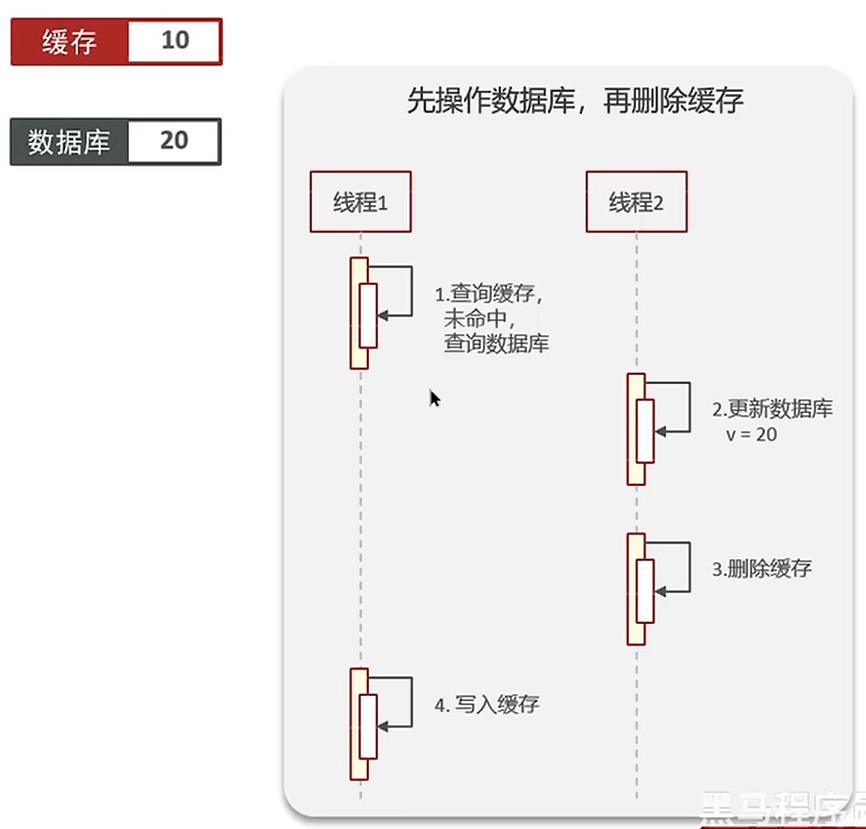 缓存 10
数据库 20
先操作数据库，再删除缓存
线程1
线程2
1.查询缓存，
未命中，
查询数据库
2.更新数据库
v = 20
3.删除缓存
4. 写入缓存
黑马程序员